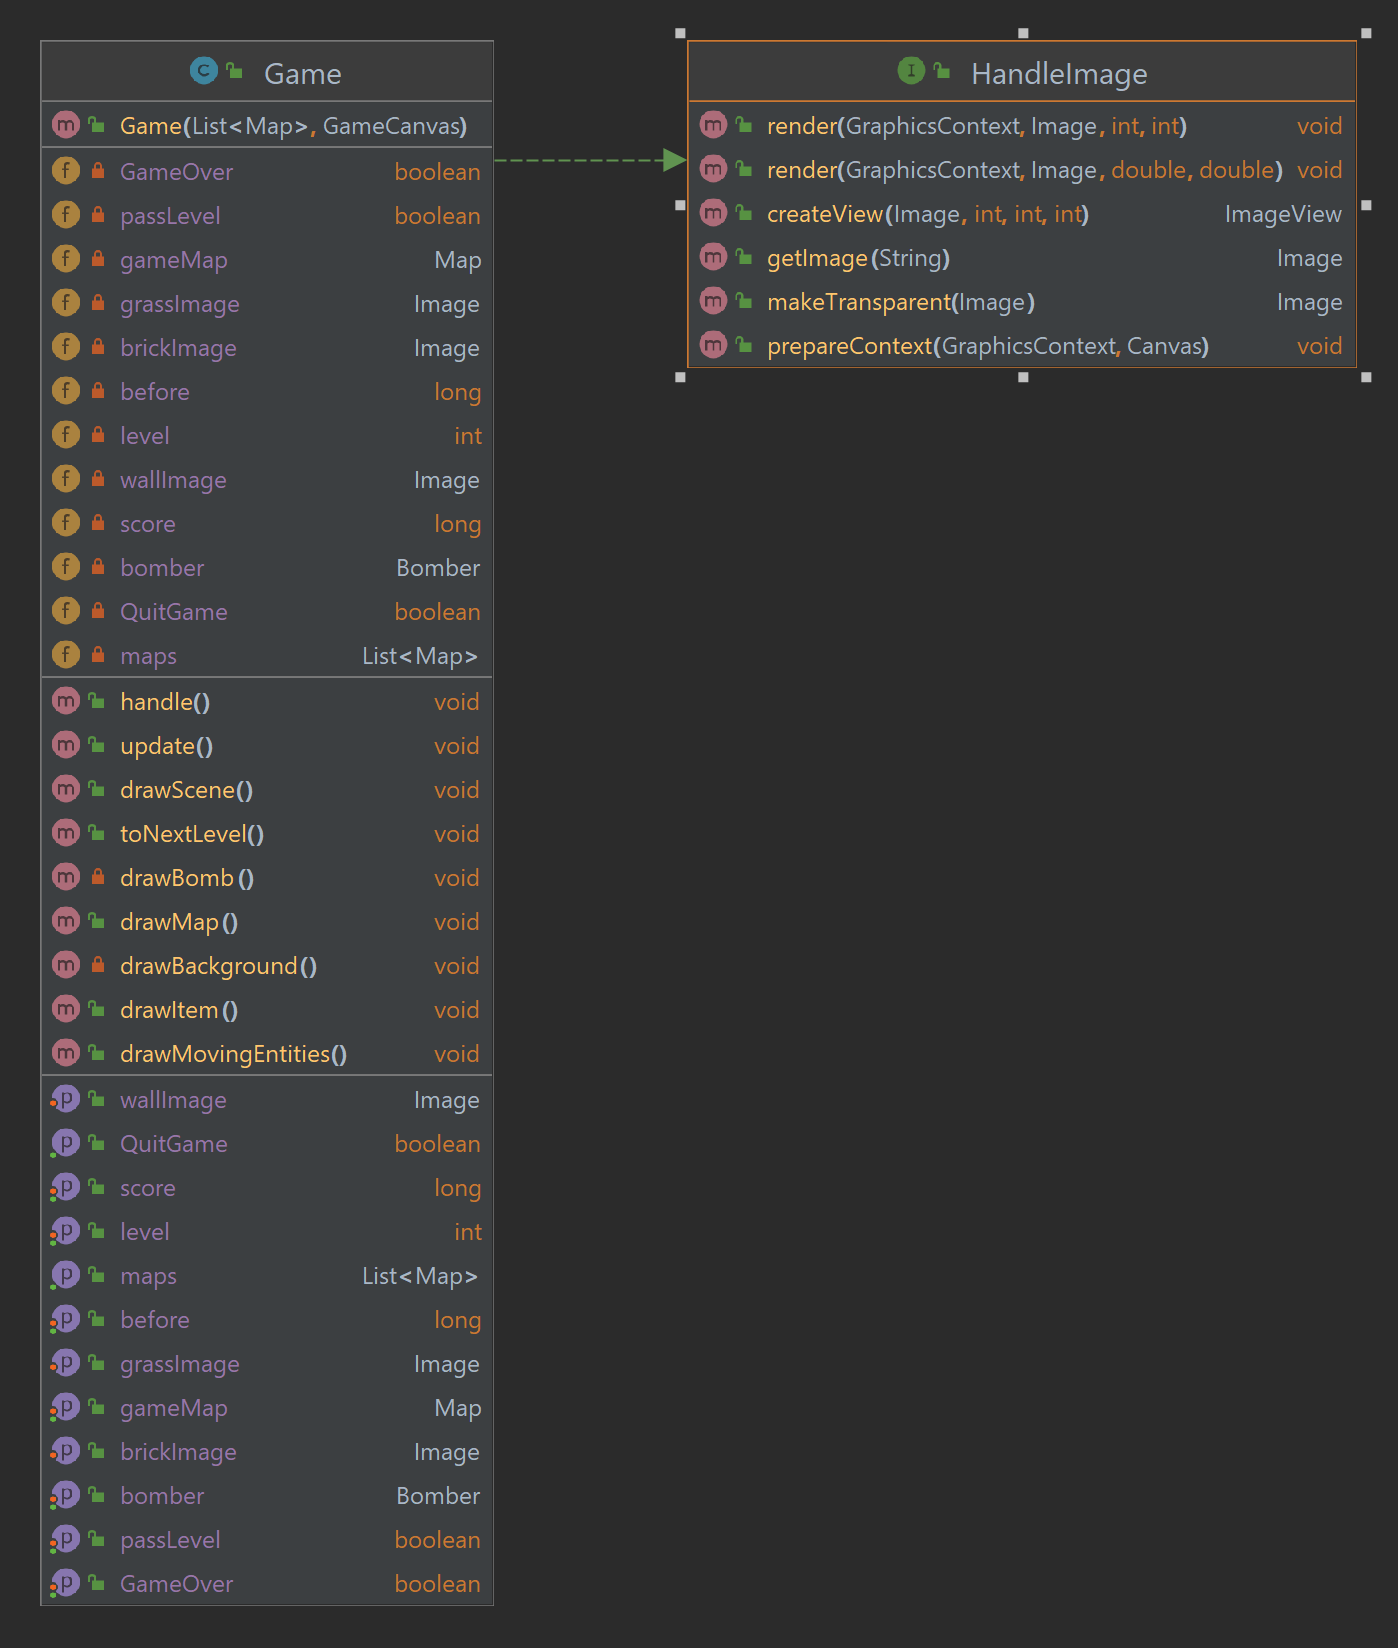 Game
Game(List<Map>, GameCanvas)
GameOver boolean
passLevel boolean
gameMap Map
grassImage Image
brickImage Image
before long
level int
wallImage Image
score long
bomber Bomber
QuitGame boolean
maps List<Map>
handle() void
update() void
drawScene() void
toNextLevel() void
drawBomb() void
drawMap() void
drawBackground() void
drawItem() void
drawMovingEntities() void
wallImage Image
QuitGame boolean
score long
level int
maps List<Map>
before long
grassImage Image
gameMap Map
brickImage Image
bomber Bomber
passLevel boolean
GameOver boolean
HandleImage
render(GraphicsContext, Image, int, int) void
render(GraphicsContext, Image, double, double) void
createView(Image, int, int, int) ImageView
getImage(String) Image
makeTransparent(Image) Image
prepareContext(GraphicsContext, Canvas) void